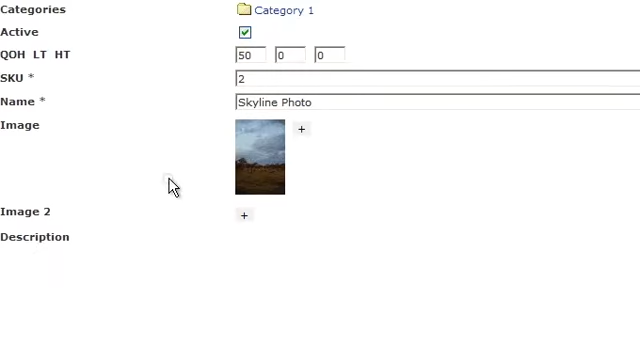 Categories Category 1
Active
QOH LT HT 50 0 0
SKU * 2
Name * Skyline Photo
Image +
Image 2 +
Description